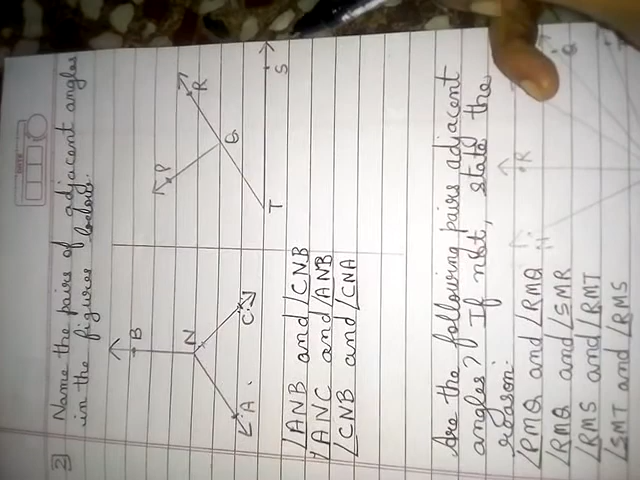 2 Name the pairs of adjacent angles
in the figures below.
B
N
A
C
P
R
Q
T
S
∠ANB and ∠CNB
∠ANC and ∠ANB
∠CNB and ∠CNA
Are the following pairs adjacent
angles? If not, state the
reason.
∠PMQ and ∠RMQ
∠RMQ and ∠SMR
∠RMS and ∠RMT
∠SMT and ∠RMS
R